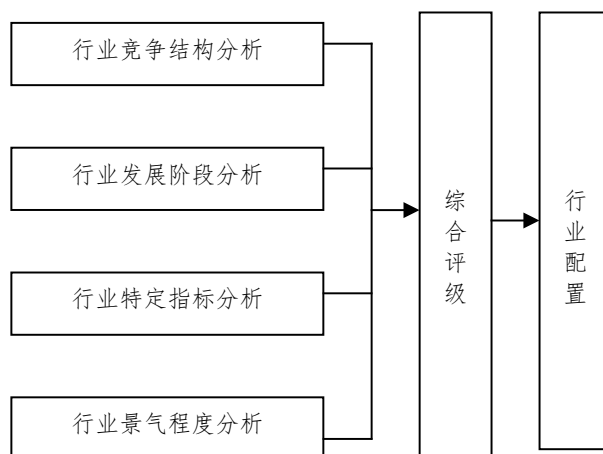 行业竞争结构分析
行业发展阶段分析
行业特定指标分析
行业景气程度分析
综合评级
行业配置